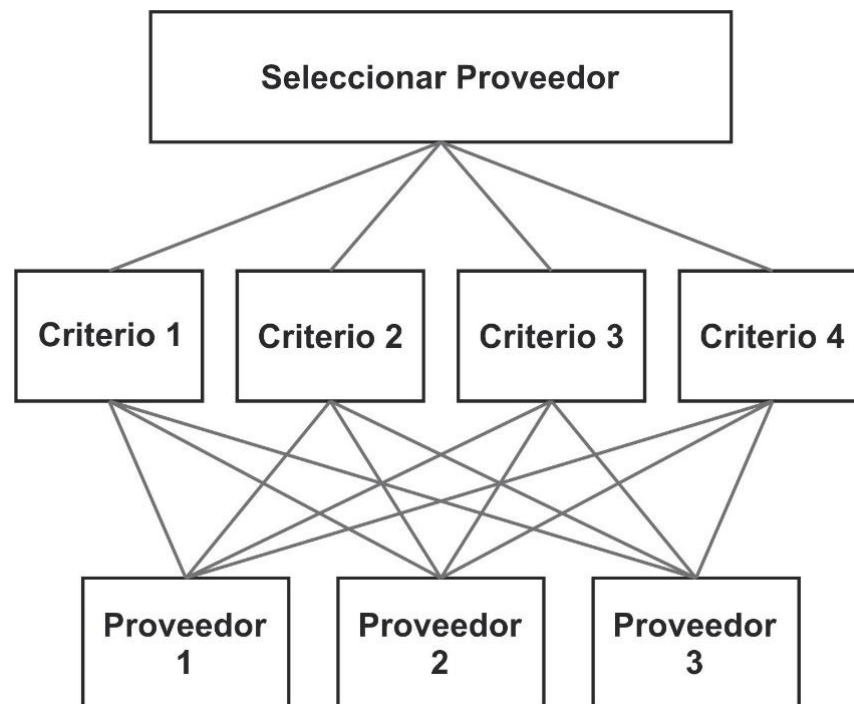 Seleccionar Proveedor
Criterio 1
Criterio 2
Criterio 3
Criterio 4
Proveedor
1
Proveedor
2
Proveedor
3